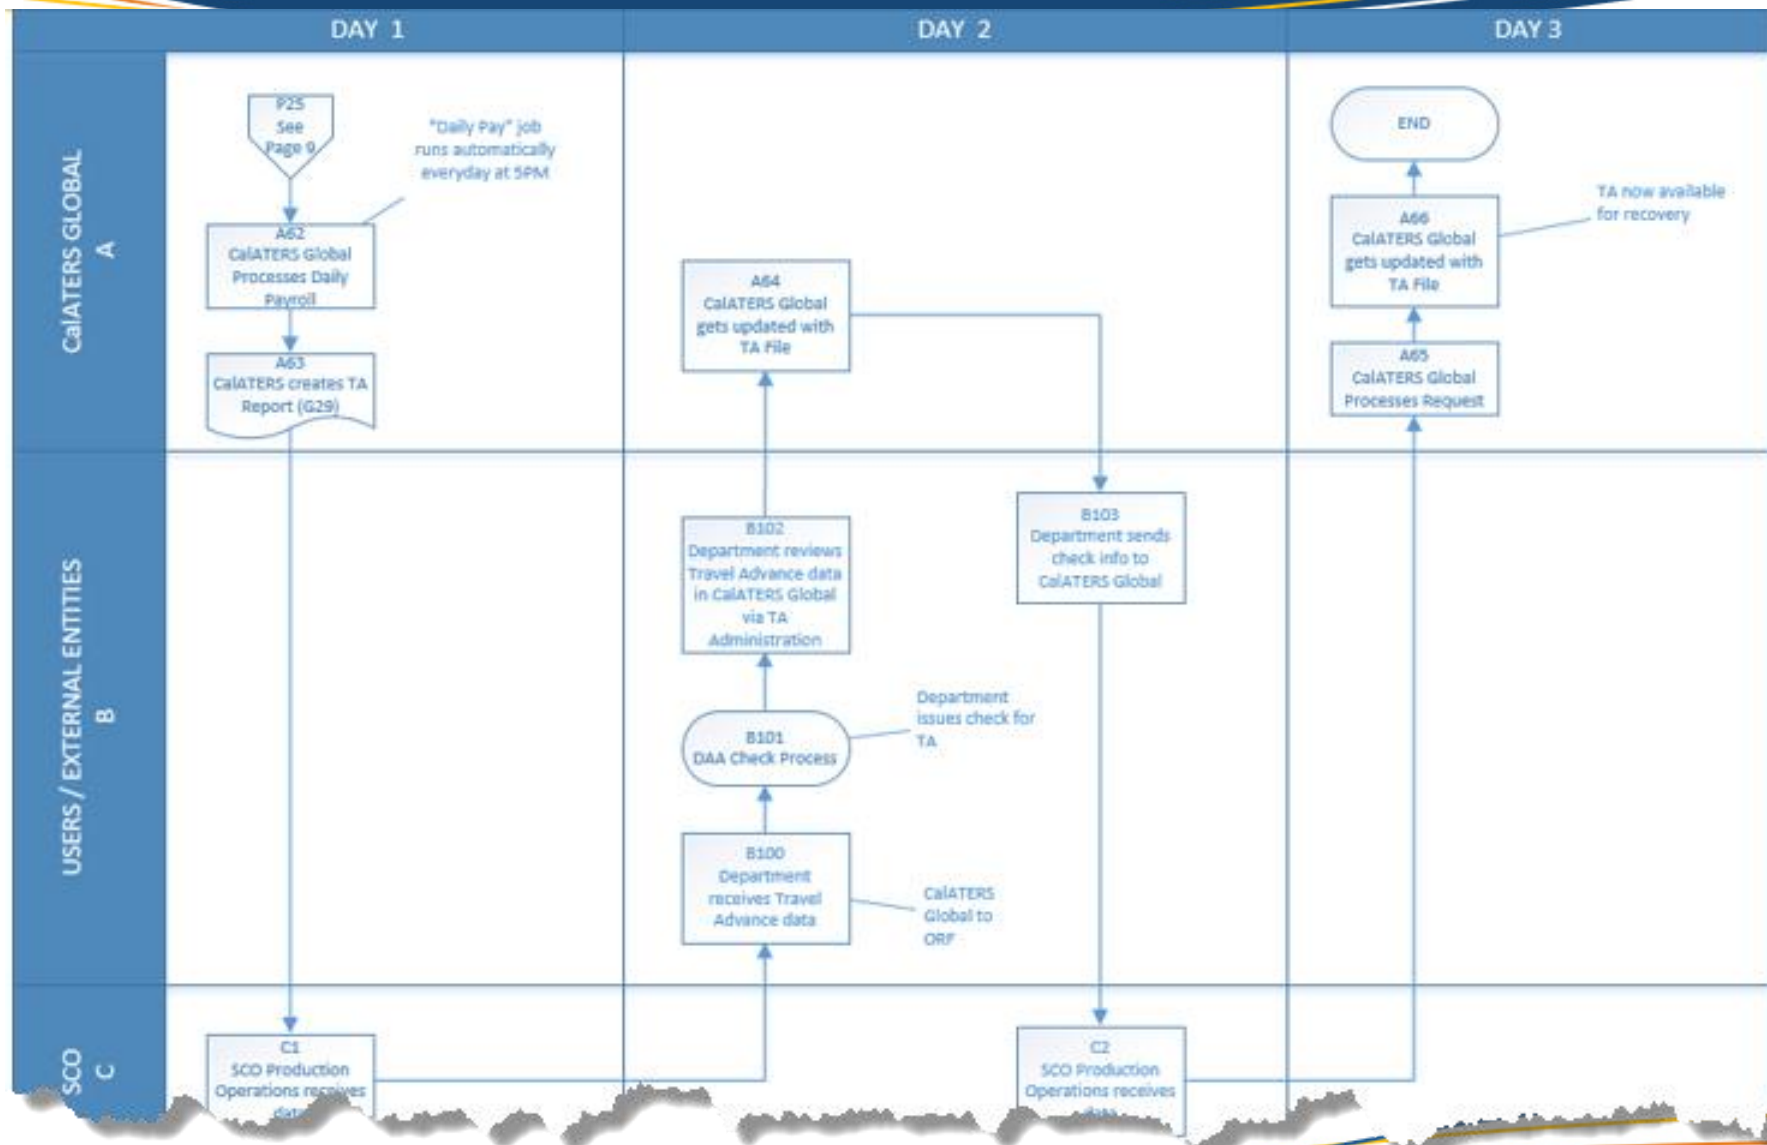 DAY 1
DAY 2
DAY 3
CalATERS GLOBAL
A
P25
See
Page 9
"Daily Pay" job
runs automatically
everyday at 5PM
A62
CalATERS Global
Processes Daily
Payroll
A63
CalATERS creates TA
Report (G29)
A64
CalATERS Global
gets updated with
TA File
END
A66
CalATERS Global
gets updated with
TA File
TA now available
for recovery
A65
CalATERS Global
Processes Request
USERS / EXTERNAL ENTITIES
B
B102
Department reviews
Travel Advance data
in CalATERS Global
via TA
Administration
B103
Department sends
check info to
CalATERS Global
B101
DAA Check Process
Department
issues check for
TA
B100
Department
receives Travel
Advance data
CalATERS
Global to
ORF
SCO
C
C1
SCO Production
Operations receives
data
C2
SCO Production
Operations receives